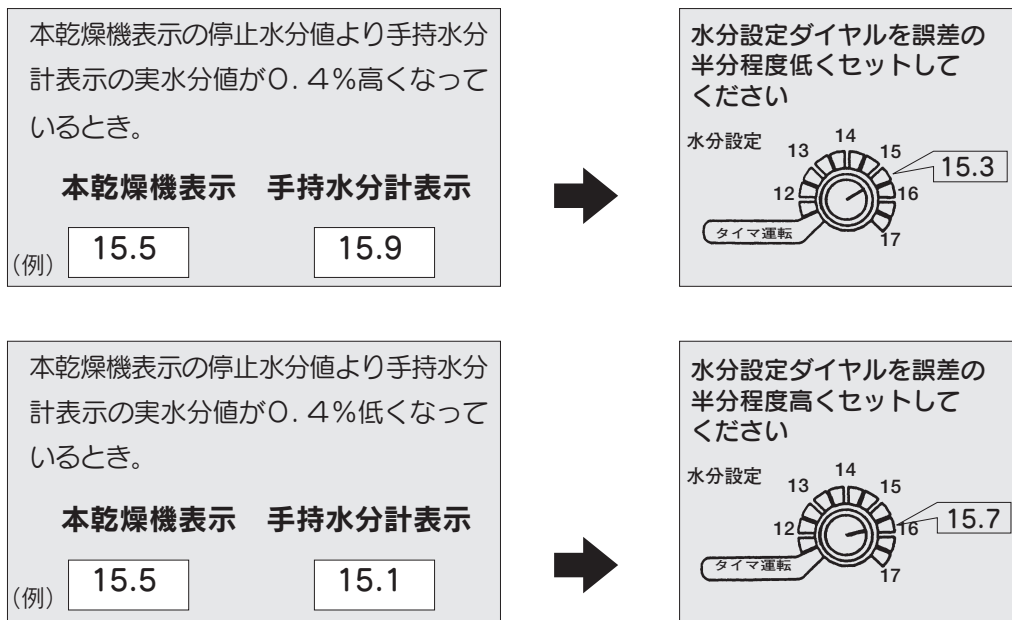 本乾燥機表示の停止水分値より手持水分
計表示の実水分値が０.４％高くなって
いるとき。
本乾燥機表示　手持水分計表示
(例)　15.5　15.9
水分設定ダイヤルを誤差の
半分程度低くセットして
ください
水分設定
12 13 14 15 16 17
15.3
タイマ運転
本乾燥機表示の停止水分値より手持水分
計表示の実水分値が０.４％低くなって
いるとき。
本乾燥機表示　手持水分計表示
(例)　15.5　15.1
水分設定ダイヤルを誤差の
半分程度高くセットして
ください
水分設定
12 13 14 15 16 17
15.7
タイマ運転